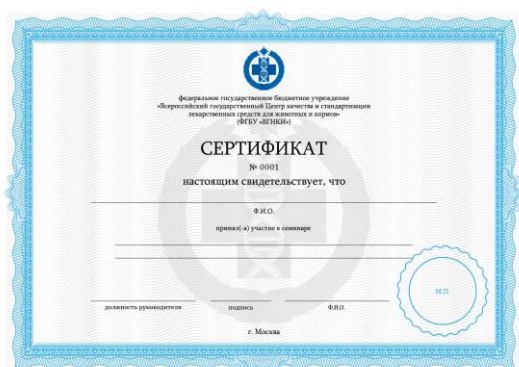 федеральное государственное бюджетное учреждение
«Всероссийский государственный Центр качества и стандартизации
лекарственных средств для животных и кормов»
(ФГБУ «ВГНКИ»)
СЕРТИФИКАТ
№ 0001
настоящим свидетельствует, что
Ф.И.О.
принял(-а) участие в семинаре
М.П.
должность руководителя подпись Ф.И.О.
г. Москва